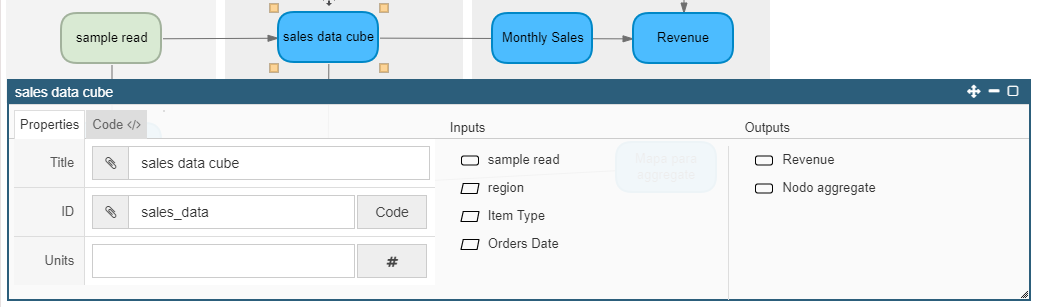 sample read
sales data cube
Monthly Sales
Revenue
sales data cube
Properties
Code </>
Inputs
Outputs
Title
sales data cube
ID
sales_data
Code
Units
#
sample read
region
Item Type
Orders Date
Mapa para
aggregate
Revenue
Nodo aggregate